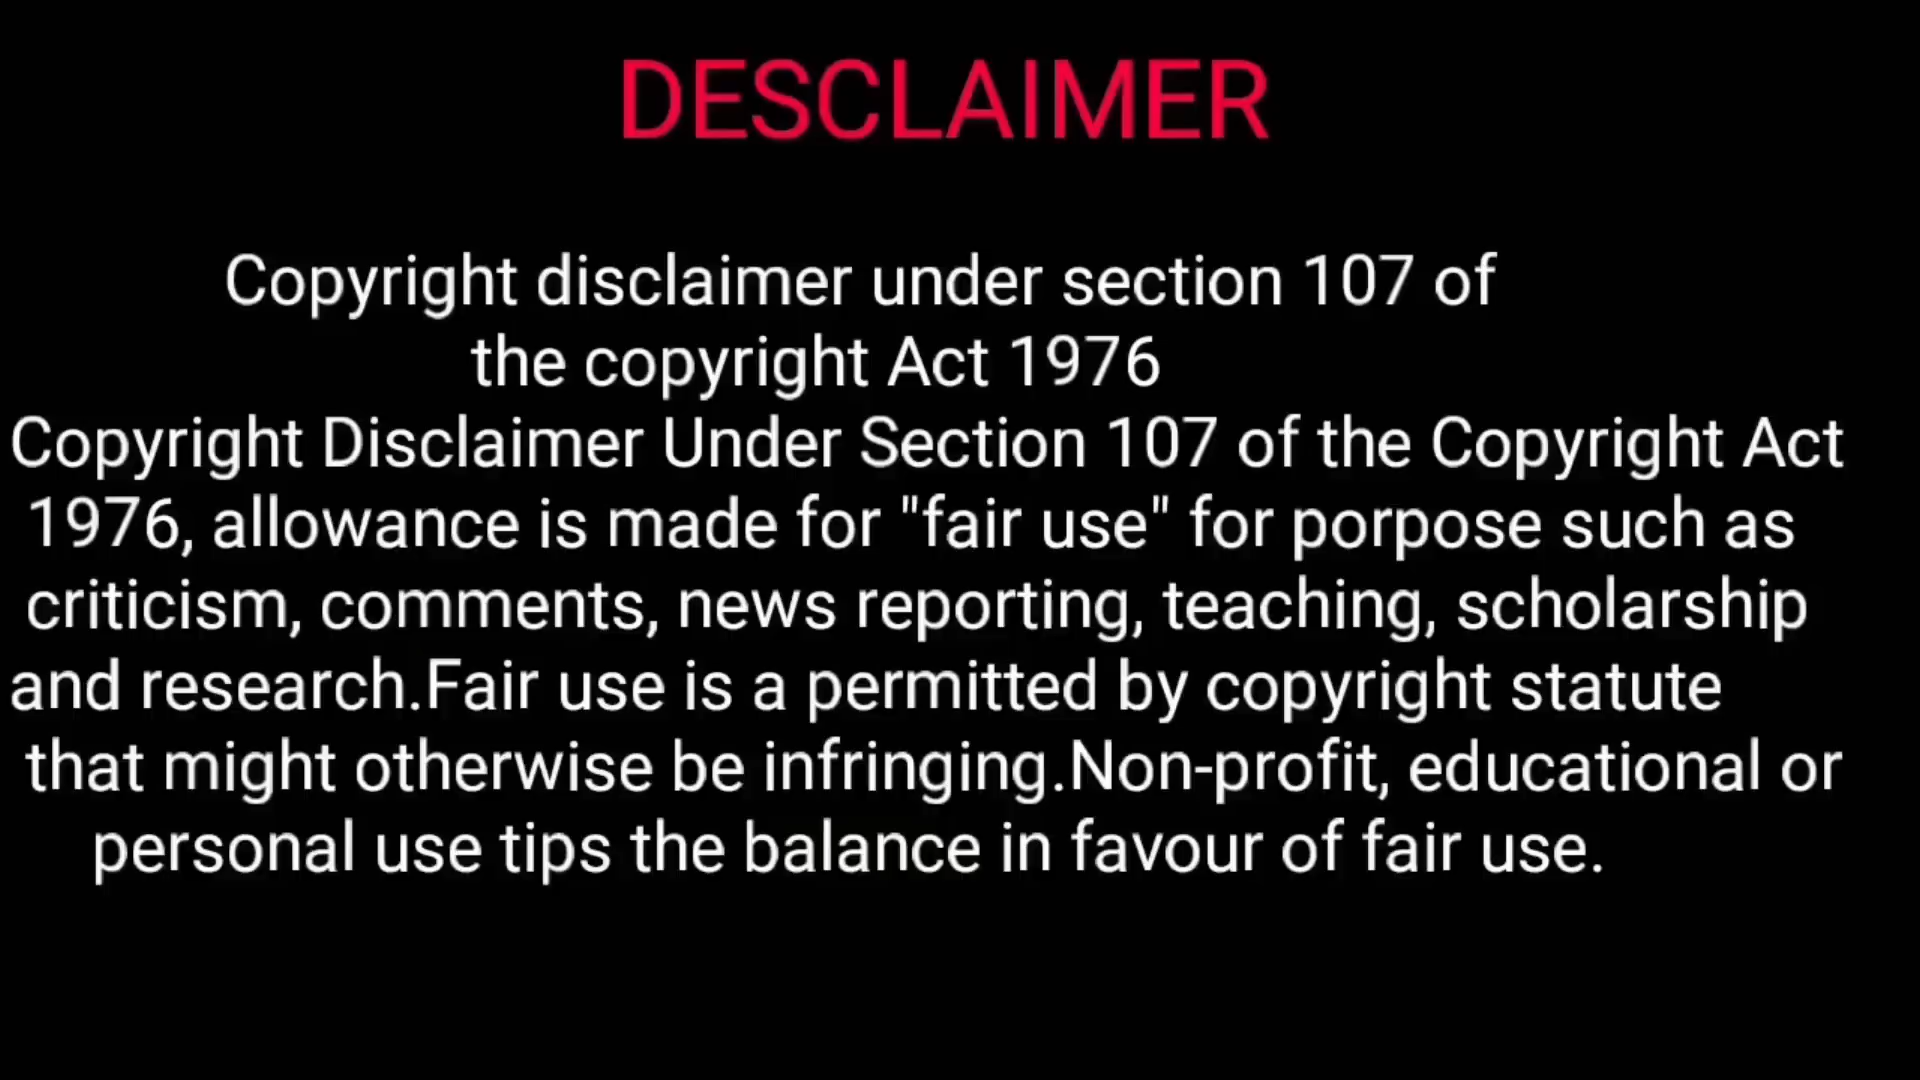 DESCLAIMER
Copyright disclaimer under section 107 of
the copyright Act 1976
Copyright Disclaimer Under Section 107 of the Copyright Act
1976, allowance is made for "fair use" for porpose such as
criticism, comments, news reporting, teaching, scholarship
and research.Fair use is a permitted by copyright statute
that might otherwise be infringing.Non-profit, educational or
personal use tips the balance in favour of fair use.